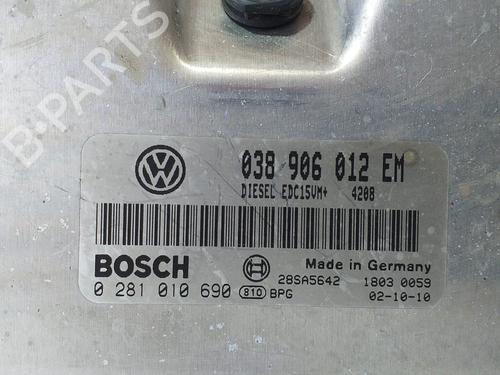 B-PARTS
038 906 012 EM
DIESEL EDC15VM+ 4208
BOSCH
Made in Germany
28SA5642 1803 0059
0 281 010 690 810 BPG 02-10-10